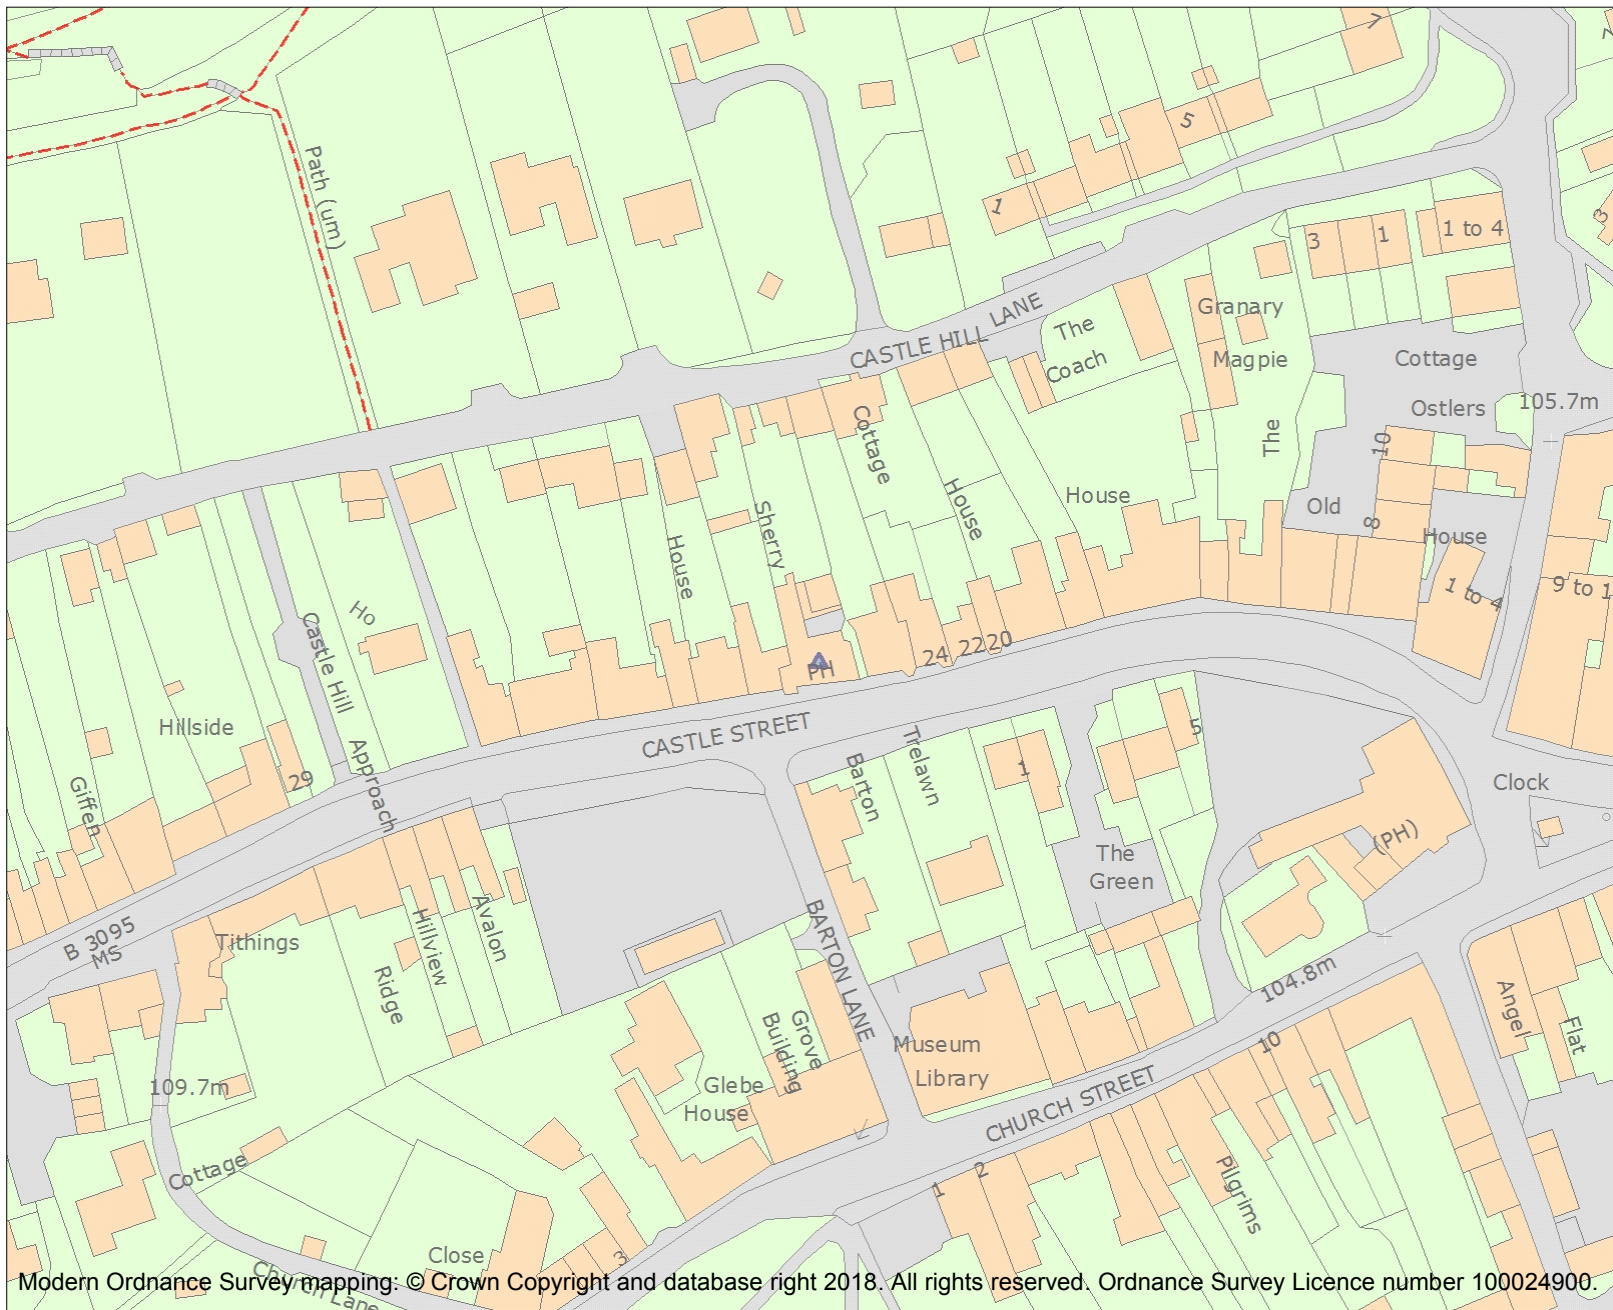 7
Path (um)
5
1
3
1
1 to 4
3
CASTLE HILL LANE
The
Coach
Granary
Magpie
Cottage
Ostlers
105.7m
The
10
Old
8
House
1 to 4
9 to 1
Cottage
House
House
Sherry
House
Ho
Castle Hill
Approach
Hillside
29
Giffen
PH
24
22
20
CASTLE STREET
Trelawn
Barton
1
5
The
Green
Clock
(PH)
B 3095
MS
Tithings
Ridge
Hillview
Avalon
BARTON LANE
Grove
Building
Museum
Library
104.8m
10
Angel
Flat
109.7m
Glebe
House
CHURCH STREET
Cottage
1
2
Pilgrims
Close
3
Church Lane
Modern Ordnance Survey mapping: © Crown Copyright and database right 2018. All rights reserved. Ordnance Survey Licence number 100024900.